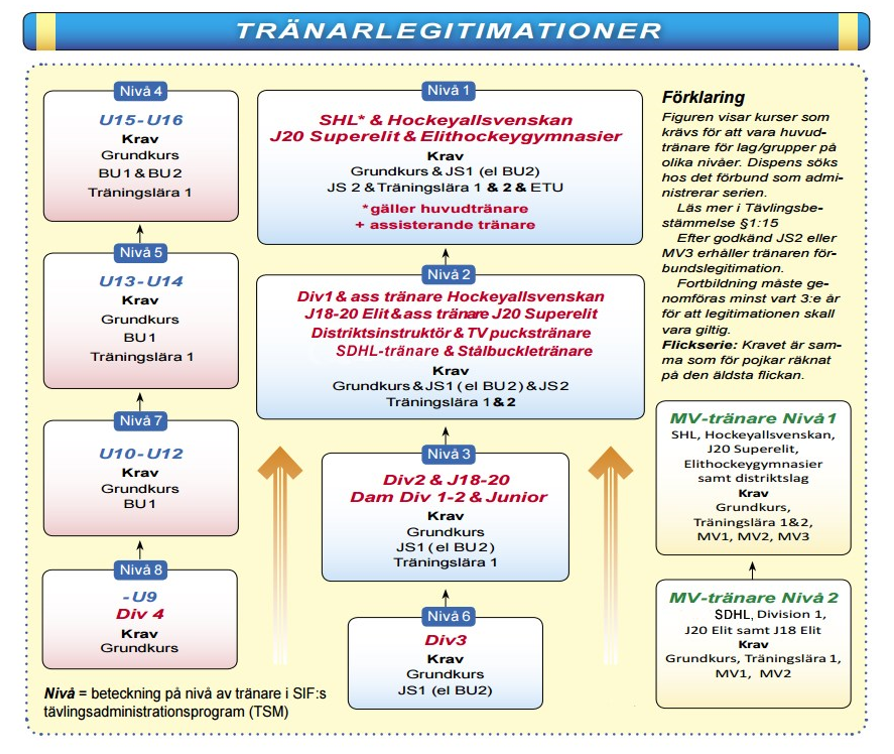 TRÄNARLEGITIMATIONER
Nivå 4
U15-U16
Krav
Grundkurs
BU1 & BU2
Träningslära 1
Nivå 5
U13-U14
Krav
Grundkurs
BU1
Träningslära 1
Nivå 7
U10-U12
Krav
Grundkurs
BU1
Nivå 8
-U9
Div 4
Krav
Grundkurs
Nivå 1
SHL* & Hockeyallsvenskan
J20 Superelit & Elithockeygymnasier
Krav
Grundkurs & JS1 (el BU2)
JS 2 & Träningslära 1 & 2 & ETU
*gäller huvudtränare
+ assisterande tränare
Nivå 2
Div1 & ass tränare Hockeyallsvenskan
J18-20 Elit & ass tränare J20 Superelit
Distriktsinstruktör & TV puckstränare
SDHL-tränare & Stålbuckletränare
Krav
Grundkurs & JS1 (el BU2) & JS2
Träningslära 1 & 2
Nivå 3
Div2 & J18-20
Dam Div 1-2 & Junior
Krav
Grundkurs
JS1 (el BU2)
Träningslära 1
Nivå 6
Div3
Krav
Grundkurs
JS1 (el BU2)
Förklaring
Figuren visar kurser som
krävs för att vara huvud-
tränare för lag/grupper på
olika nivåer. Dispens söks
hos det förbund som admi-
nistrerar serien.
Läs mer i Tävlingsbe-
stämmelse §1:15
Efter godkänd JS2 eller
MV3 erhåller tränaren för-
bundslegitimation.
Fortbildning måste ge-
nomföras minst vart 3:e år
för att legitimationen skall
vara giltig.
Flickserie: Kravet är sam-
ma som för pojkar räknat
på den äldsta flickan.
MV-tränare Nivå 1
SHL, Hockeyallsvenskan,
J20 Superelit,
Elithockeygymnasier
samt distriktslag
Krav
Grundkurs,
Träningslära 1&2,
MV1, MV2, MV3
MV-tränare Nivå 2
SDHL, Division 1,
J20 Elit samt J18 Elit
Krav
Grundkurs, Träningslära 1,
MV1, MV2
Nivå = beteckning på nivå av tränare i SIF:s
tävlingsadministrationsprogram (TSM)